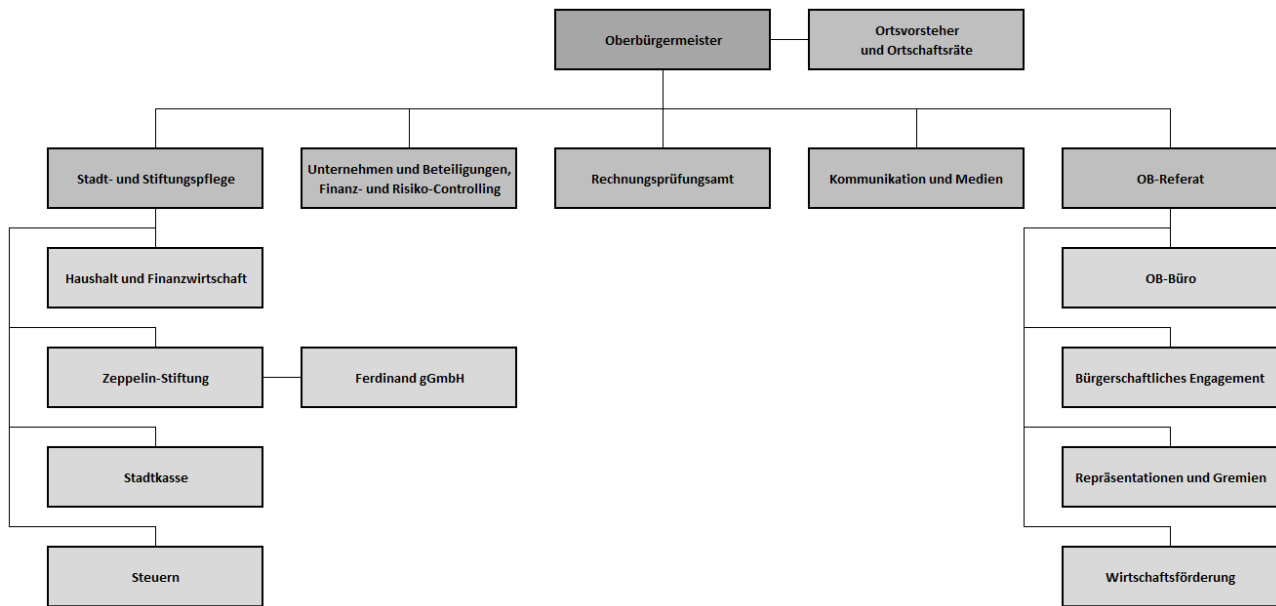 Oberbürgermeister
Ortsvorsteher
und Ortschaftsräte
Stadt- und Stiftungspflege
Unternehmen und Beteiligungen,
Finanz- und Risiko-Controlling
Rechnungsprüfungsamt
Kommunikation und Medien
OB-Referat
Haushalt und Finanzwirtschaft
OB-Büro
Zeppelin-Stiftung
Ferdinand gGmbH
Bürgerschaftliches Engagement
Stadtkasse
Repräsentationen und Gremien
Steuern
Wirtschaftsförderung